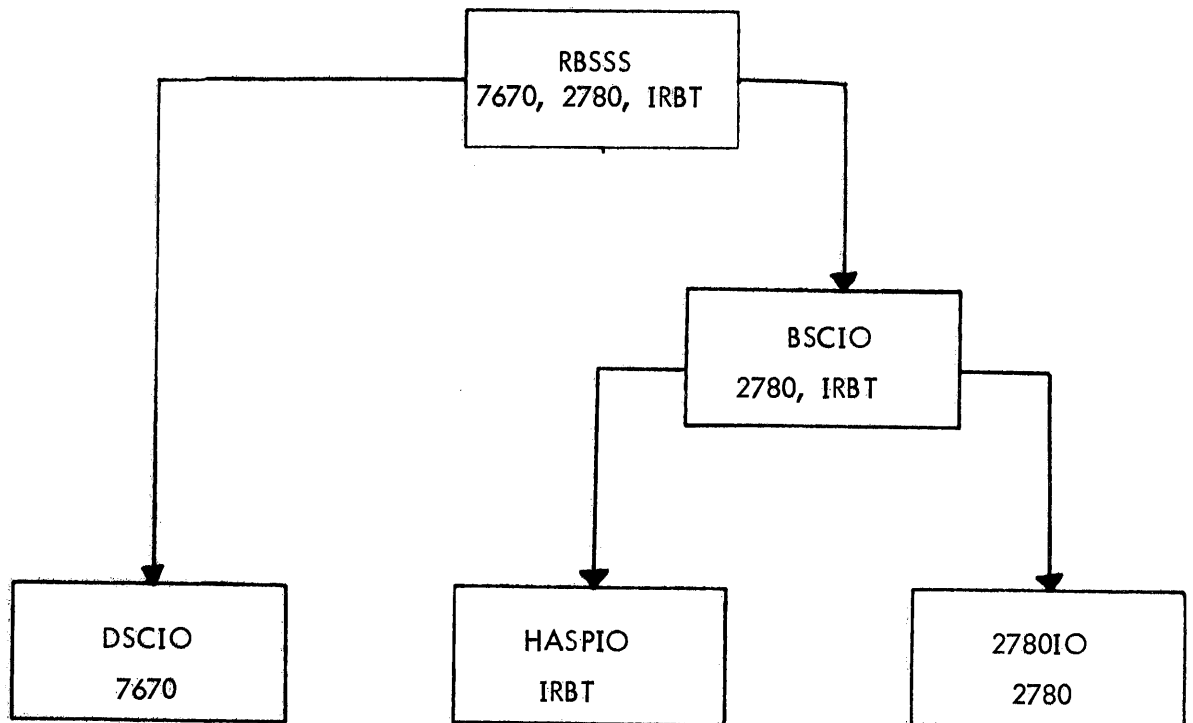 RBSSS
7670, 2780, IRBT
BSCIO
2780, IRBT
DSCIO
7670
HASPIO
IRBT
2780IO
2780